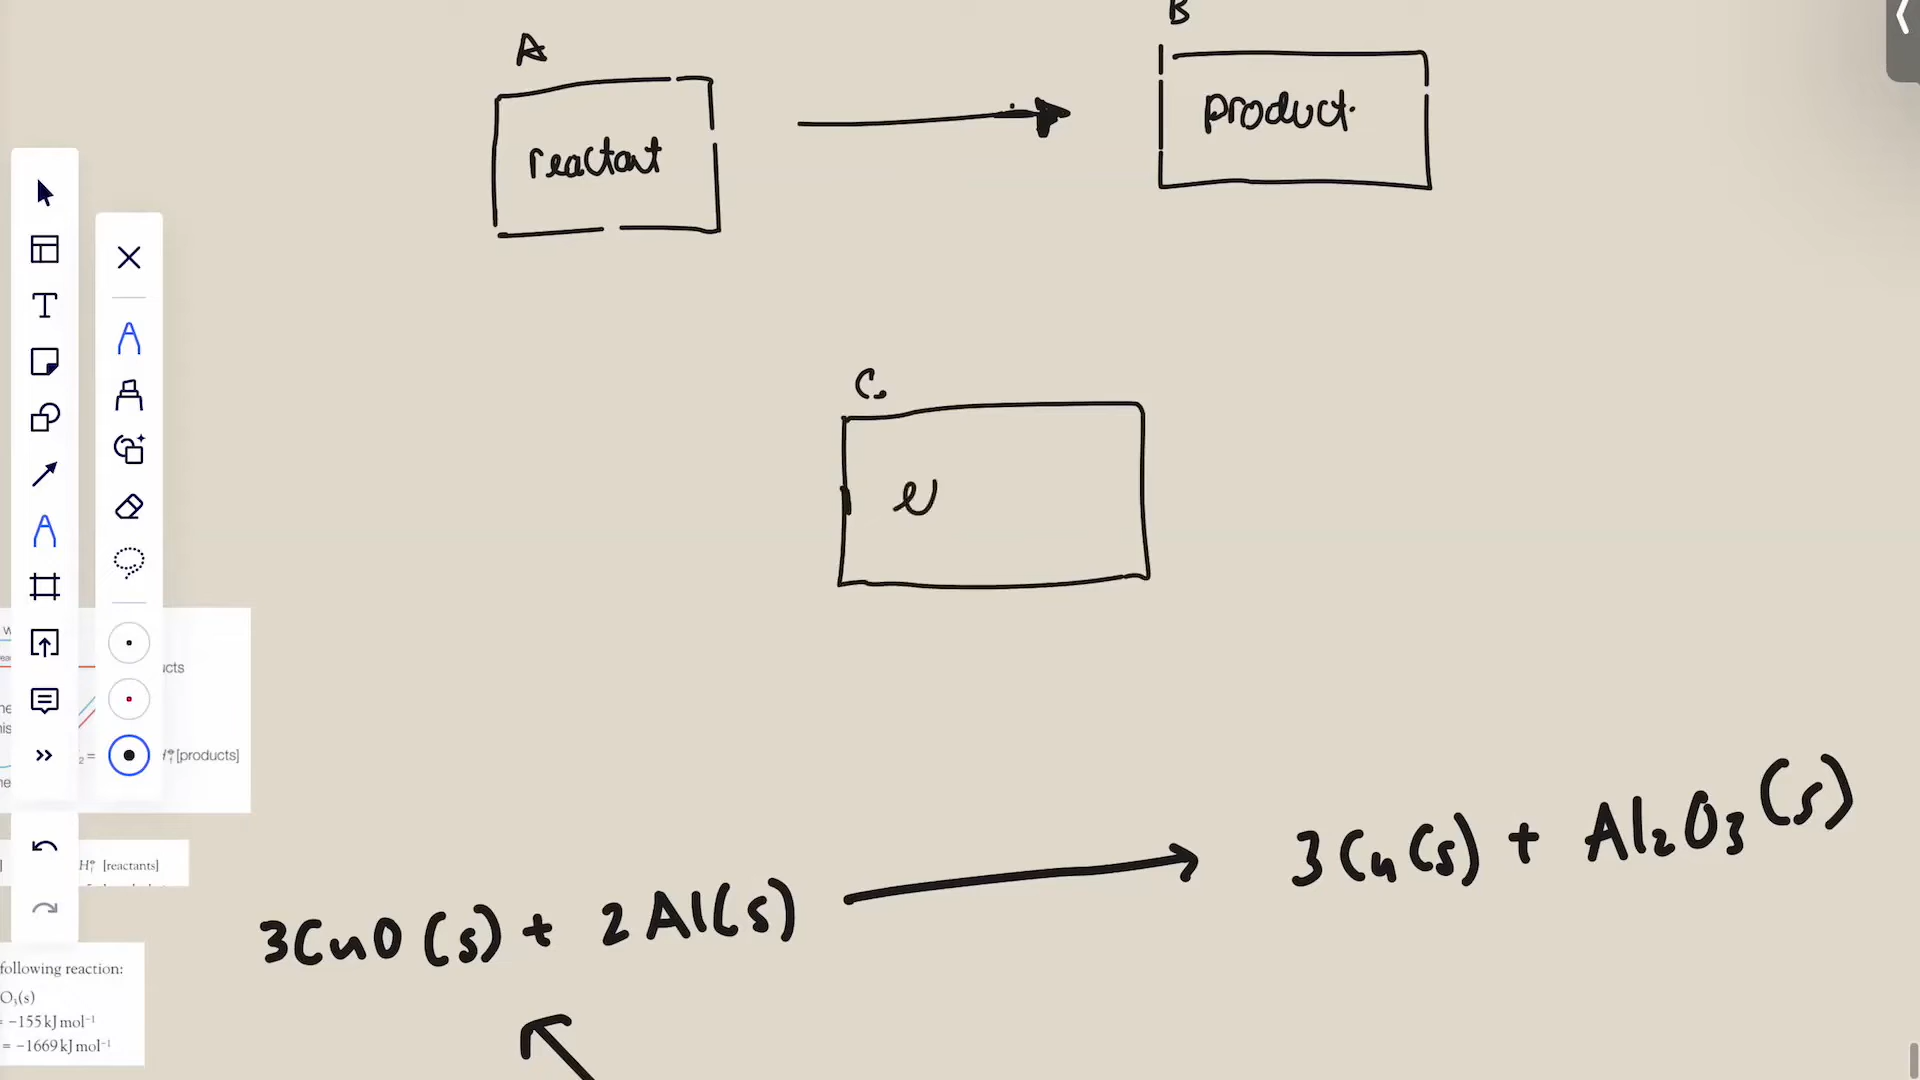 A
B
reactant
product.
C.
e
ucts
[products]
H [reactants]
3CuO(s) + 2Al(s)
3Cu(s) + Al₂O₃(s)
following reaction:
O₃(s)
= −155 kJ mol⁻¹
= −1669 kJ mol⁻¹